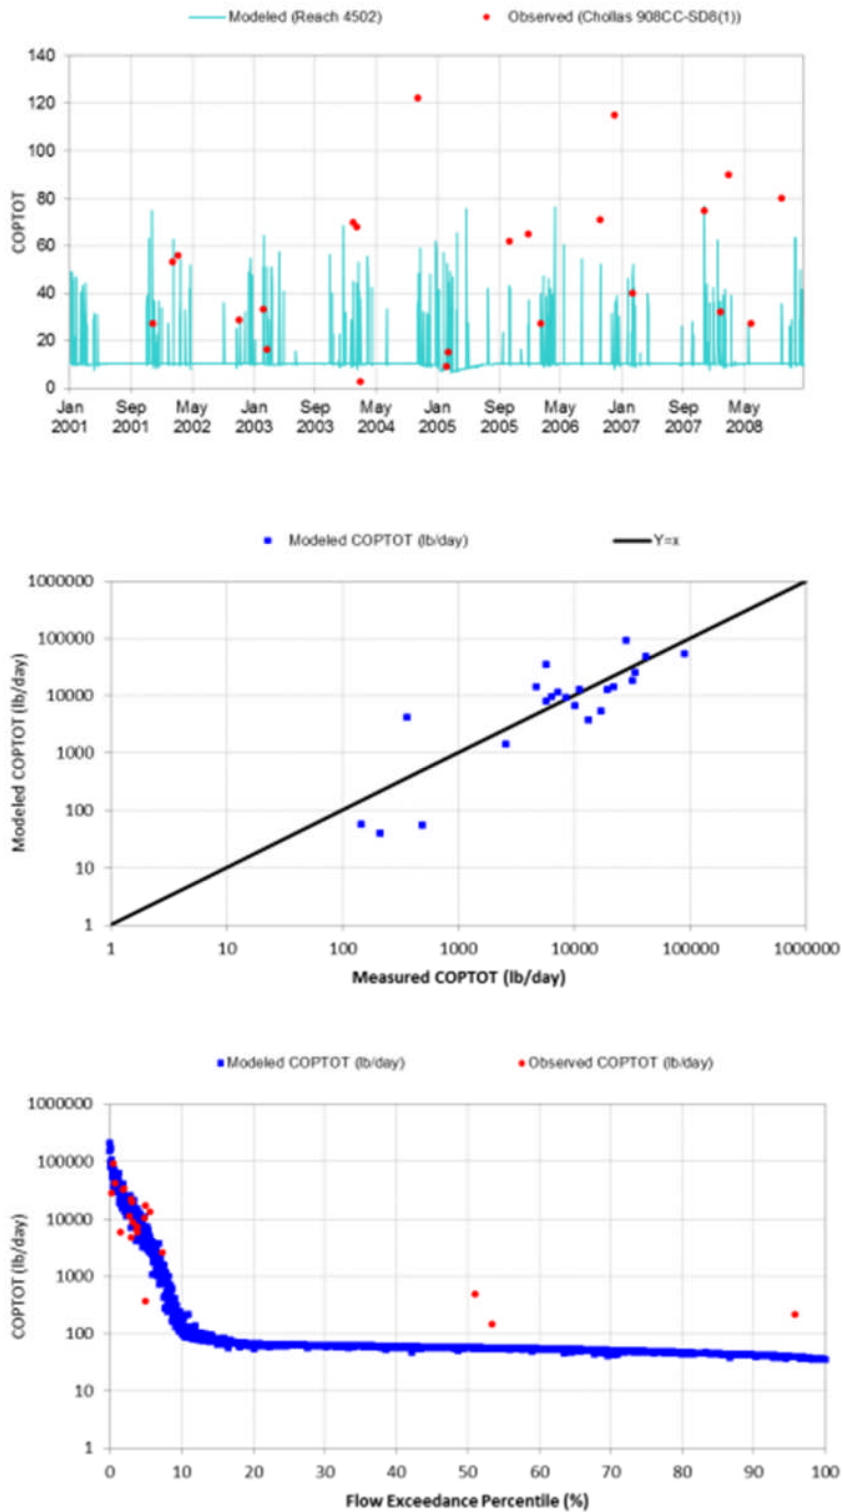 Modeled (Reach 4502) Observed (Chollas 908CC-SD8(1))
140
120
100
80
60
40
20
0
COPTOT
Jan Sep May Jan Sep May Jan Sep May Jan Sep May
2001 2001 2002 2003 2003 2004 2005 2005 2006 2007 2007 2008
Modeled COPTOT (lb/day) Y=x
1000000
100000
10000
1000
100
10
1
Modeled COPTOT (lb/day)
1 10 100 1000 10000 100000 1000000
Measured COPTOT (lb/day)
Modeled COPTOT (lb/day) Observed COPTOT (lb/day)
1000000
100000
10000
1000
100
10
1
COPTOT (lb/day)
0 10 20 30 40 50 60 70 80 90 100
Flow Exceedance Percentile (%)